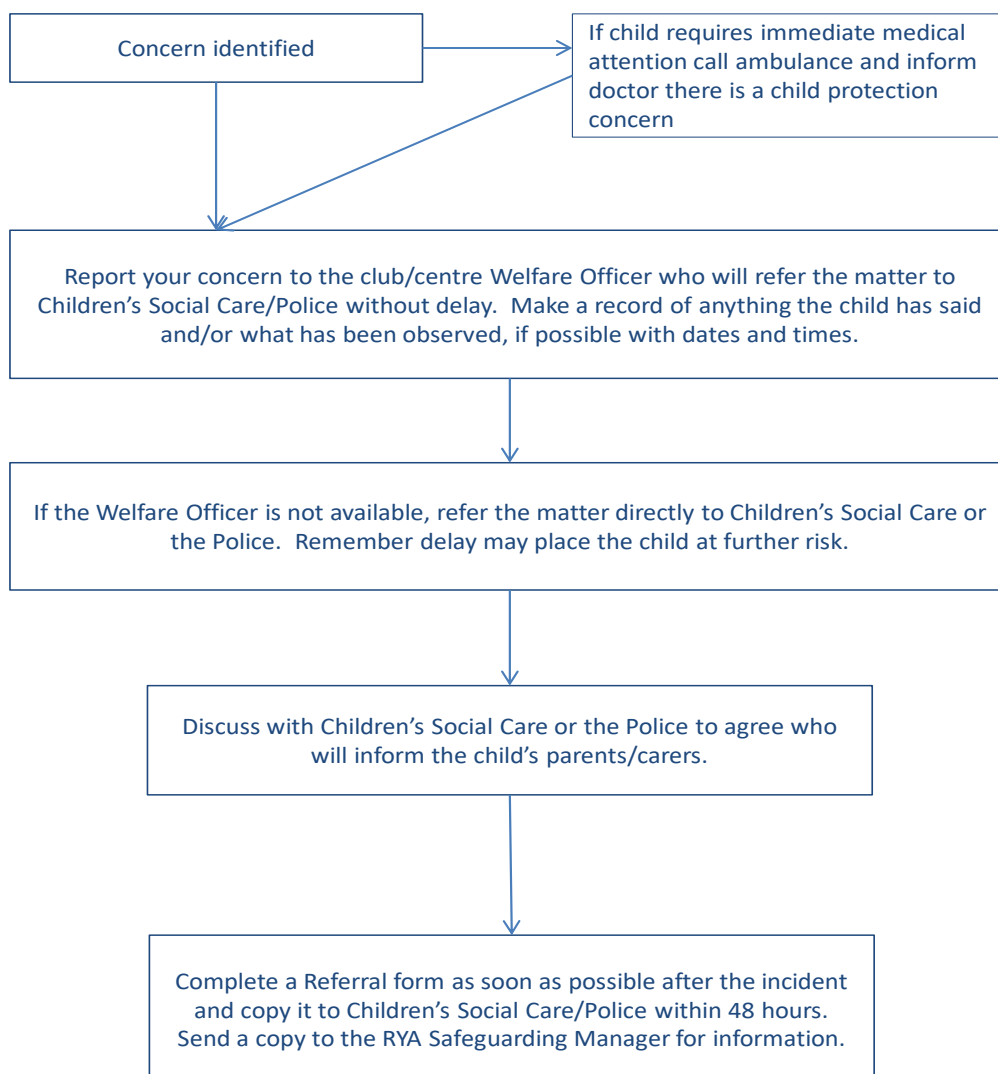 Concern identified
If child requires immediate medical
attention call ambulance and inform
doctor there is a child protection
concern
Report your concern to the club/centre Welfare Officer who will refer the matter to
Children’s Social Care/Police without delay.  Make a record of anything the child has said
and/or what has been observed, if possible with dates and times.
If the Welfare Officer is not available, refer the matter directly to Children’s Social Care or
the Police.  Remember delay may place the child at further risk.
Discuss with Children’s Social Care or the Police to agree who
will inform the child’s parents/carers.
Complete a Referral form as soon as possible after the incident
and copy it to Children’s Social Care/Police within 48 hours.
Send a copy to the RYA Safeguarding Manager for information.